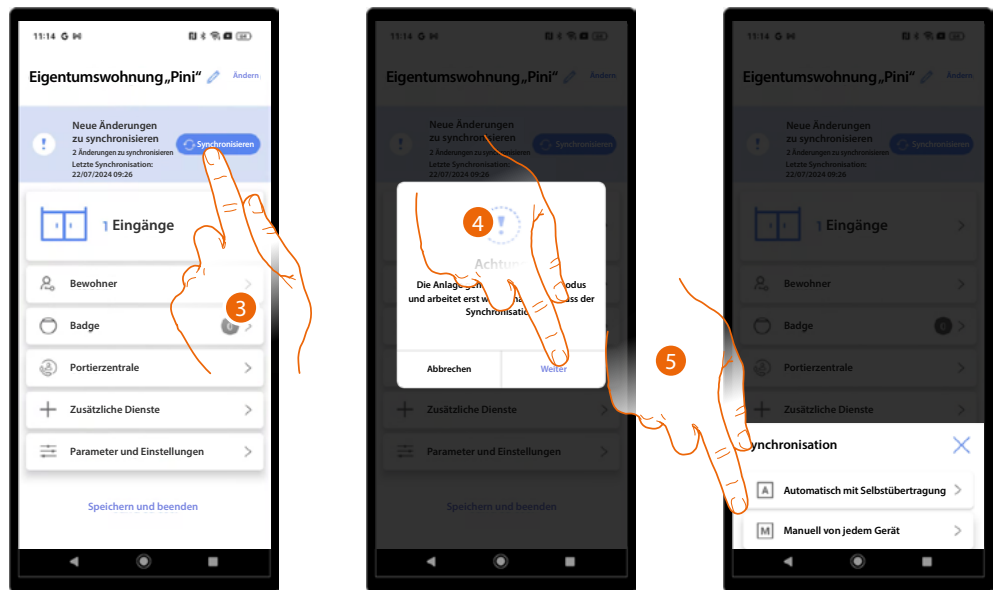 11:14 G
Eigentumswohnung „Pini“ Ändern
Neue Änderungen
zu synchronisieren
2 Änderungen zu synchronisieren
Letzte Synchronisation:
22/07/2024 09:26
Synchronisieren
1 Eingänge
Bewohner
Badge
Portierzentrale
Zusätzliche Dienste
Parameter und Einstellungen
Speichern und beenden
3
11:14 G
Eigentumswohnung „Pini“ Ändern
Neue Änderungen
zu synchronisieren
2 Änderungen zu synchronisieren
Letzte Synchronisation:
22/07/2024 09:26
Synchronisieren
4
!
Die Anlage
und arbeitet erst der
Abbrechen Weiter
Zusätzliche Dienste
Parameter und Einstellungen
Speichern und beenden
11:14 G
Eigentumswohnung „Pini“ Ändern
Neue Änderungen
zu synchronisieren
2 Änderungen zu synchronisieren
Letzte Synchronisation:
22/07/2024 09:26
Synchronisieren
1 Eingänge
Bewohner
Badge
Portierzentrale
Zusätzliche Dienste
5
A Automatisch mit Selbstübertragung
M Manuell von jedem Gerät